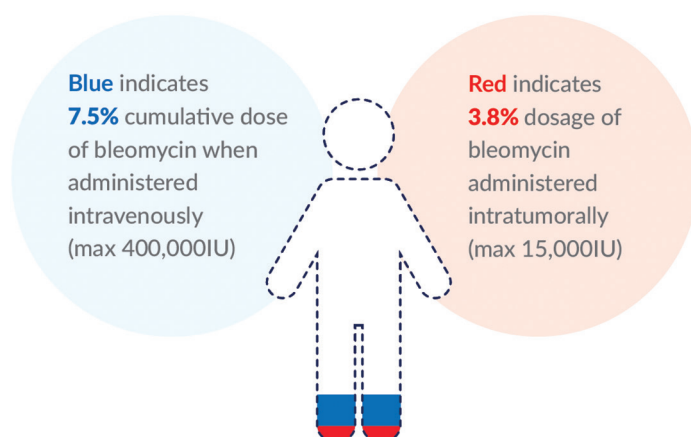 Blue indicates
7.5% cumulative dose
of bleomycin when
administered
intravenously
(max 400,000IU)
Red indicates
3.8% dosage of
bleomycin
administered
intratumorally
(max 15,000IU)